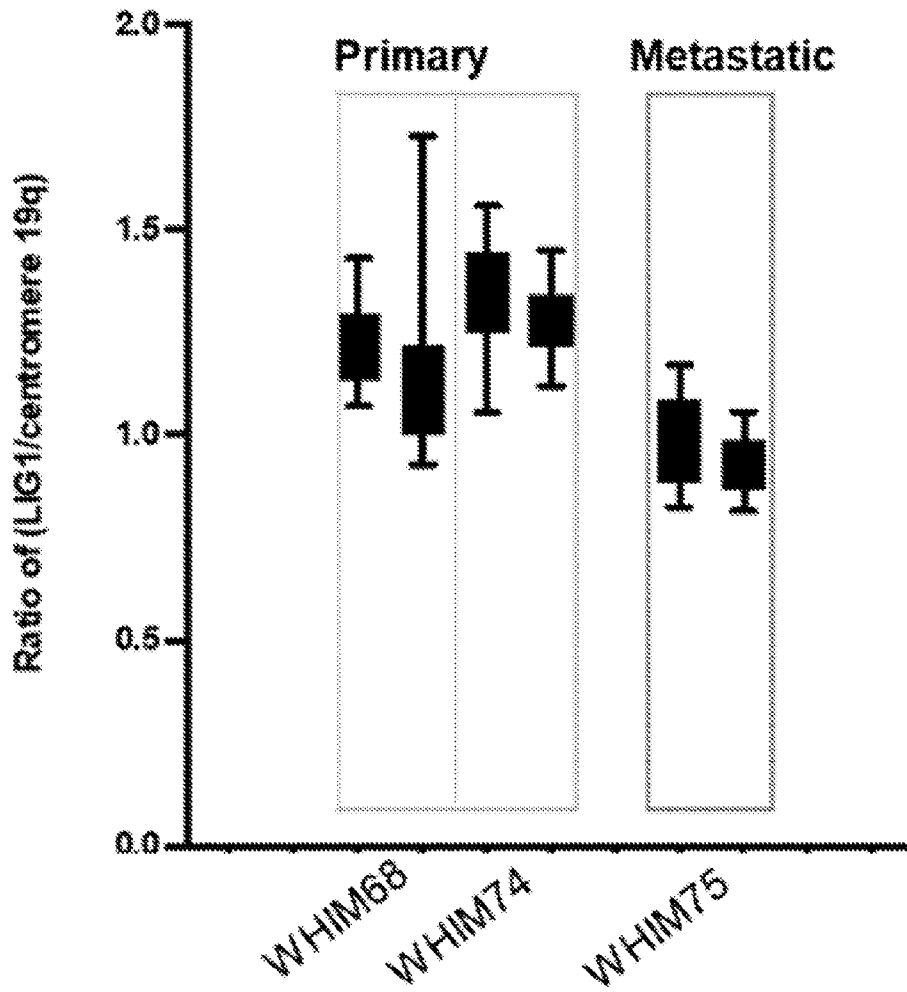 2.0
Primary
Metastatic
Ratio of (LIG1/centromere 19q)
1.5
1.0
0.5
0.0
WHIM68
WHIM74
WHIM75